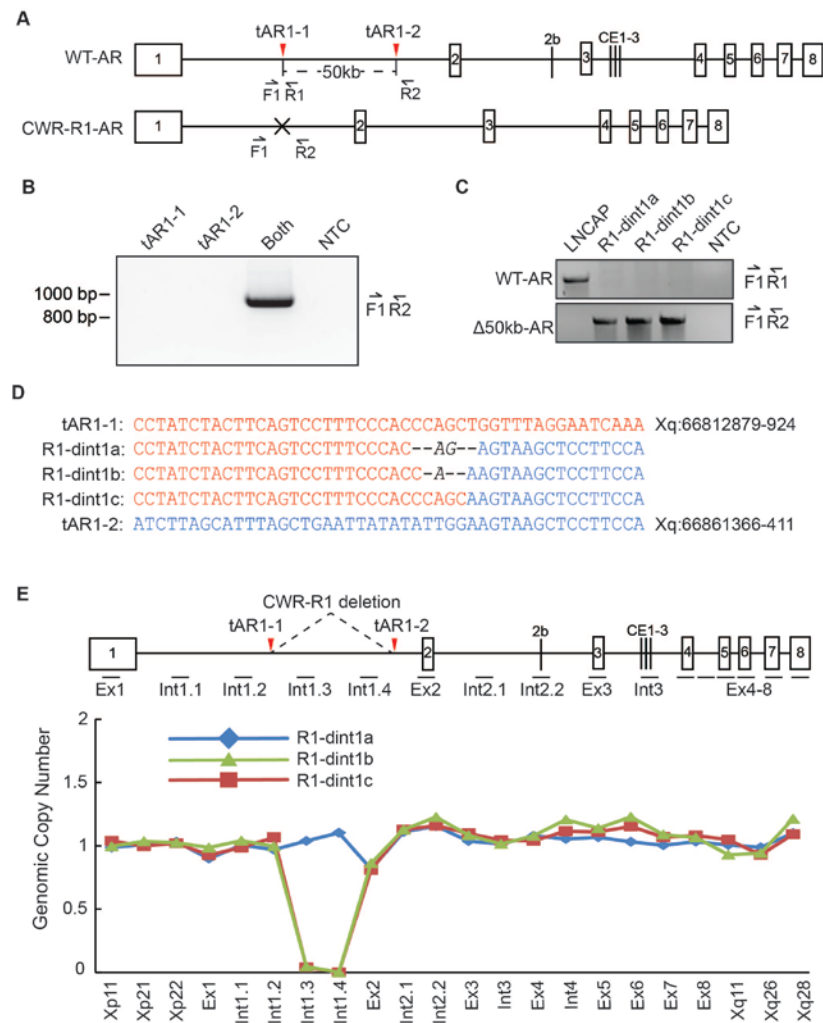 A
tAR1-1 tAR1-2 2b CE1-3
WT-AR 1 2 3 4 5 6 7 8
50kb
F1 R1 R2
CWR-R1-AR 1 2 3 4 5 6 7 8
F1 R2
B
tAR1-1 tAR1-2 Both NTC
1000 bp
800 bp
F1 R2
C
LNCAP R1-dint1a R1-dint1b R1-dint1c NTC
WT-AR F1 R1
Δ50kb-AR F1 R2
D
tAR1-1: CCTATCTACTTCAGTCCTTTCCCACCCAGCTGGTTTAGGAATCAAA Xq:66812879-924
R1-dint1a: CCTATCTACTTCAGTCCTTTCCCAC--AG--AGTAAGCTCCTTCCA
R1-dint1b: CCTATCTACTTCAGTCCTTTCCCACC-A--AAGTAAGCTCCTTCCA
R1-dint1c: CCTATCTACTTCAGTCCTTTCCCACCCAGCAAGTAAGCTCCTTCCA
tAR1-2: ATCTTAGCATTTAGCTGAATTATATATTGGAAGTAAGCTCCTTCCA Xq:66861366-411
E
CWR-R1 deletion
tAR1-1 tAR1-2 2b CE1-3
1 2 3 4 5 6 7 8
Ex1 Int1.1 Int1.2 Int1.3 Int1.4 Ex2 Int2.1 Int2.2 Ex3 Int3 Ex4-8
Genomic Copy Number
2
1.5
1
0.5
0
R1-dint1a
R1-dint1b
R1-dint1c
Xp11 Xp21 Xp22 Ex1 Int1.1 Int1.2 Int1.3 Int1.4 Ex2 Int2.1 Int2.2 Ex3 Int3 Ex4 Int4 Ex5 Ex6 Ex7 Ex8 Xq11 Xq26 Xq28